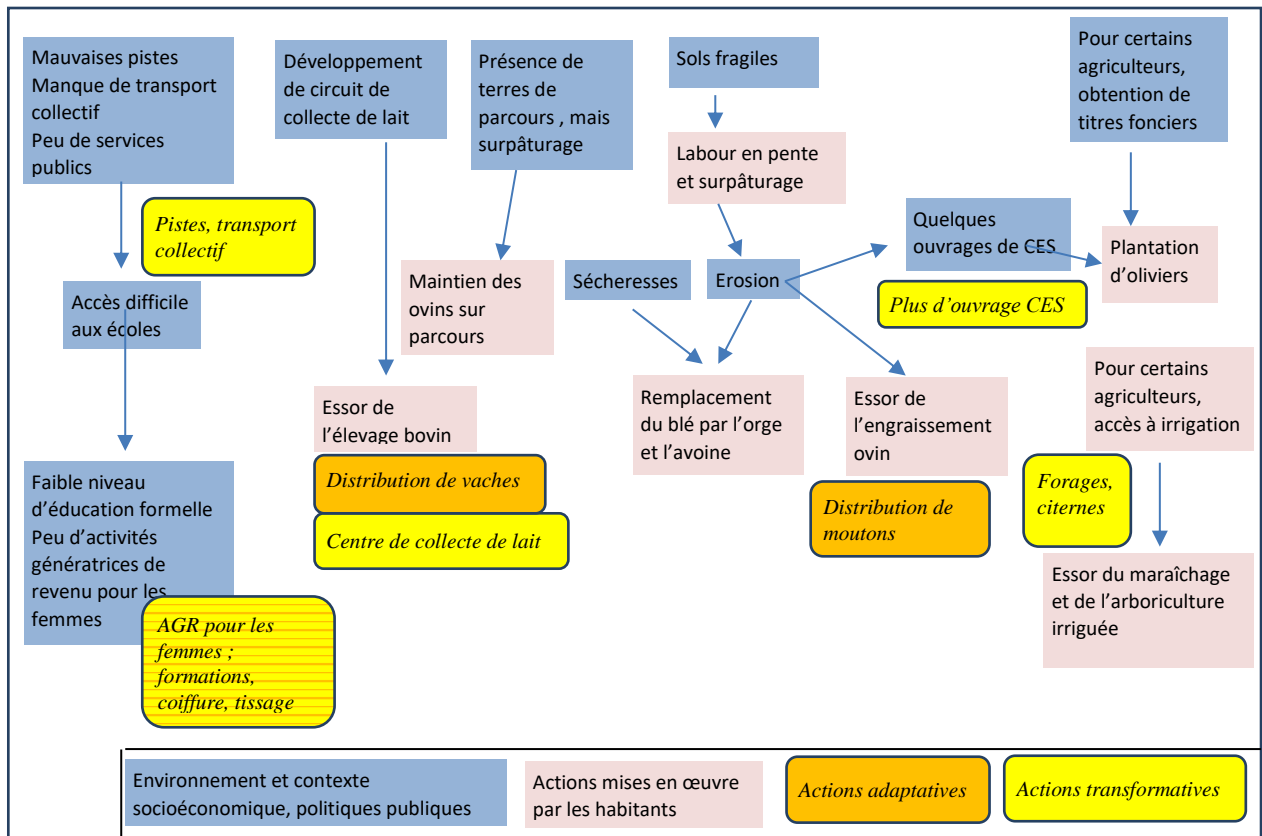 Mauvaises pistes
Manque de transport
collectif
Peu de services
publics
Pistes, transport
collectif
Accès difficile
aux écoles
Faible niveau
d’éducation formelle
Peu d’activités
génératrices de
revenu pour les
femmes
AGR pour les
femmes ;
formations,
coiffure, tissage
Développement
de circuit de
collecte de lait
Essor de
l’élevage bovin
Distribution de vaches
Centre de collecte de lait
Présence de
terres de
parcours , mais
surpâturage
Maintien des
ovins sur
parcours
Sols fragiles
Labour en pente
et surpâturage
Sécheresses
Erosion
Remplacement
du blé par l’orge
et l’avoine
Quelques
ouvrages de CES
Plus d’ouvrage CES
Essor de
l’engraissement
ovin
Distribution de
moutons
Pour certains
agriculteurs,
obtention de
titres fonciers
Plantation
d’oliviers
Pour certains
agriculteurs,
accès à irrigation
Forages,
citernes
Essor du maraîchage
et de l’arboriculture
irriguée
Environnement et contexte
socioéconomique, politiques publiques
Actions mises en œuvre
par les habitants
Actions adaptatives
Actions transformatives